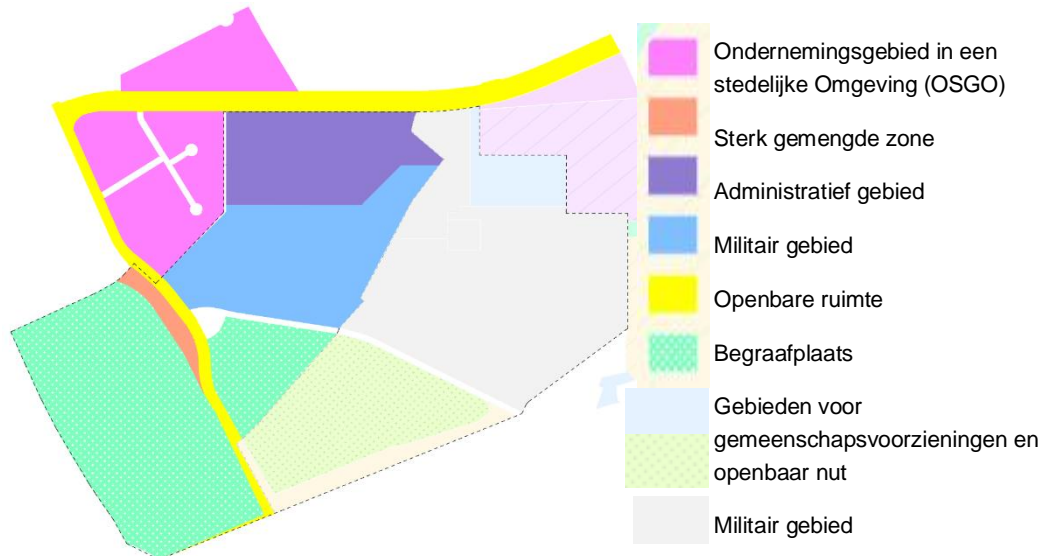 Ondernemingsgebied in een
stedelijke Omgeving (OSGO)
Sterk gemengde zone
Administratief gebied
Militair gebied
Openbare ruimte
Begraafplaats
Gebieden voor
gemeenschapsvoorzieningen en
openbaar nut
Militair gebied